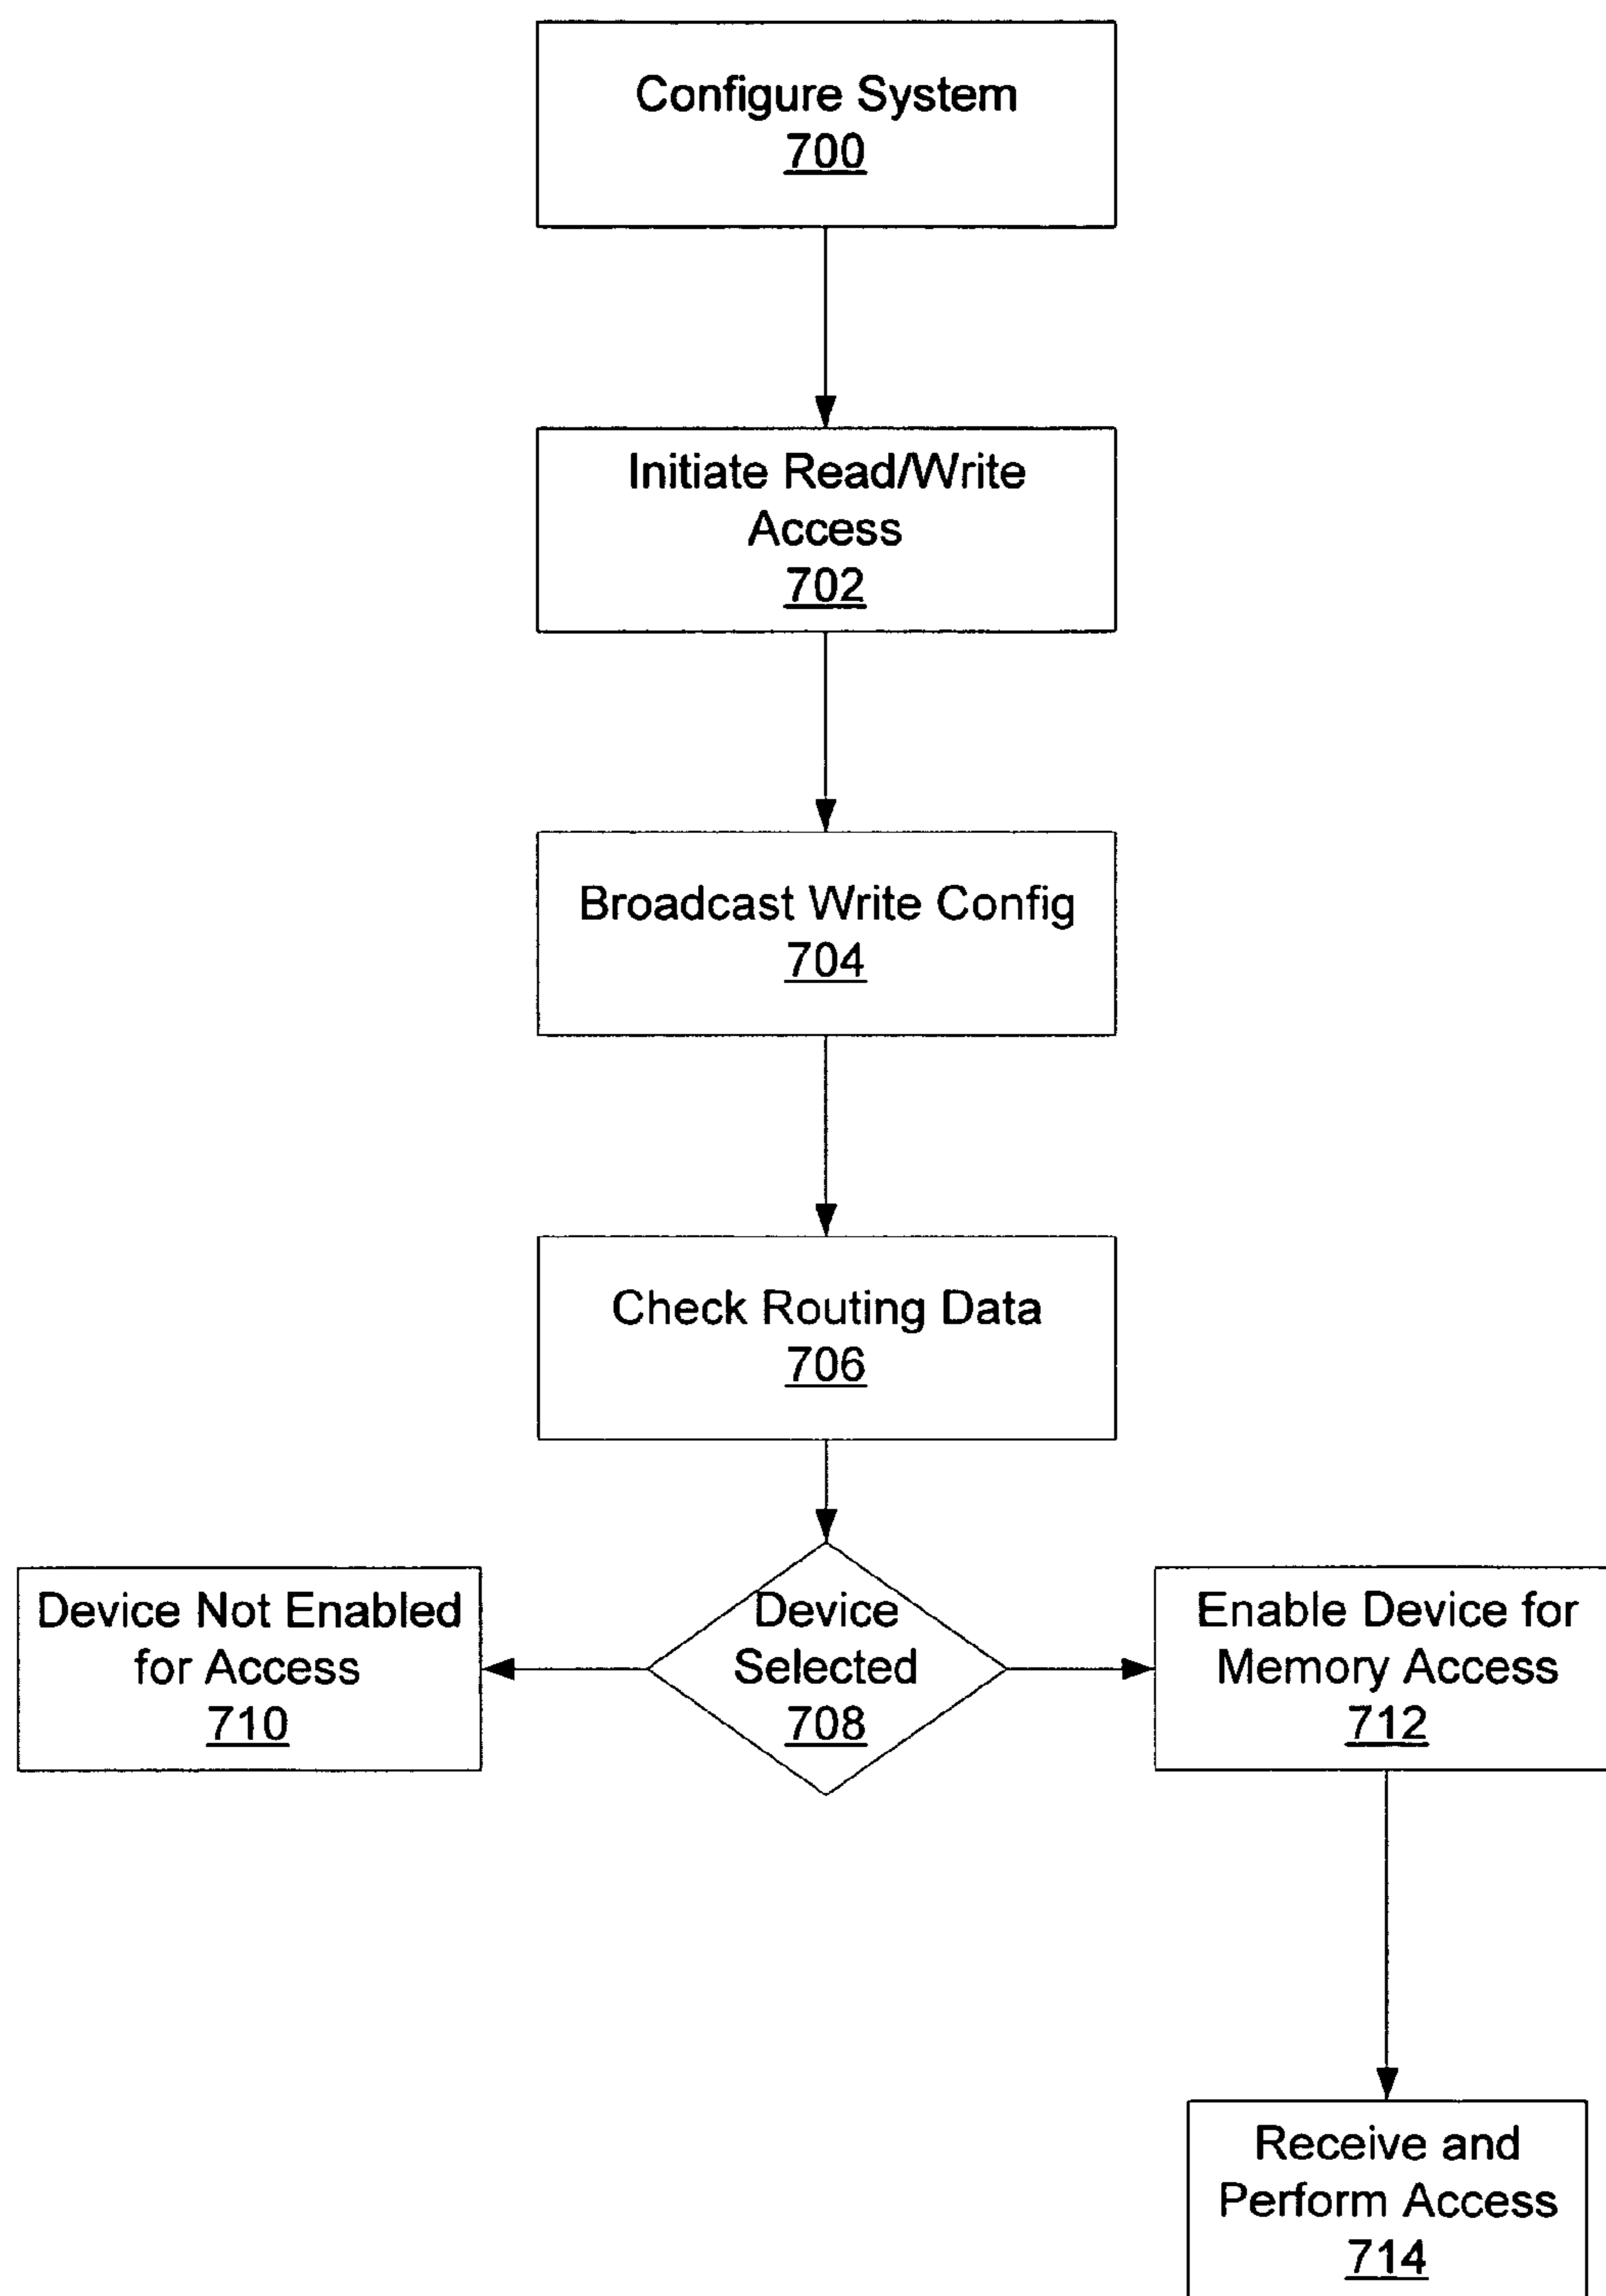 Configure System
700
Initiate Read/Write
Access
702
Broadcast Write Config
704
Check Routing Data
706
Device Not Enabled
for Access
710
Device
Selected
708
Enable Device for
Memory Access
712
Receive and
Perform Access
714